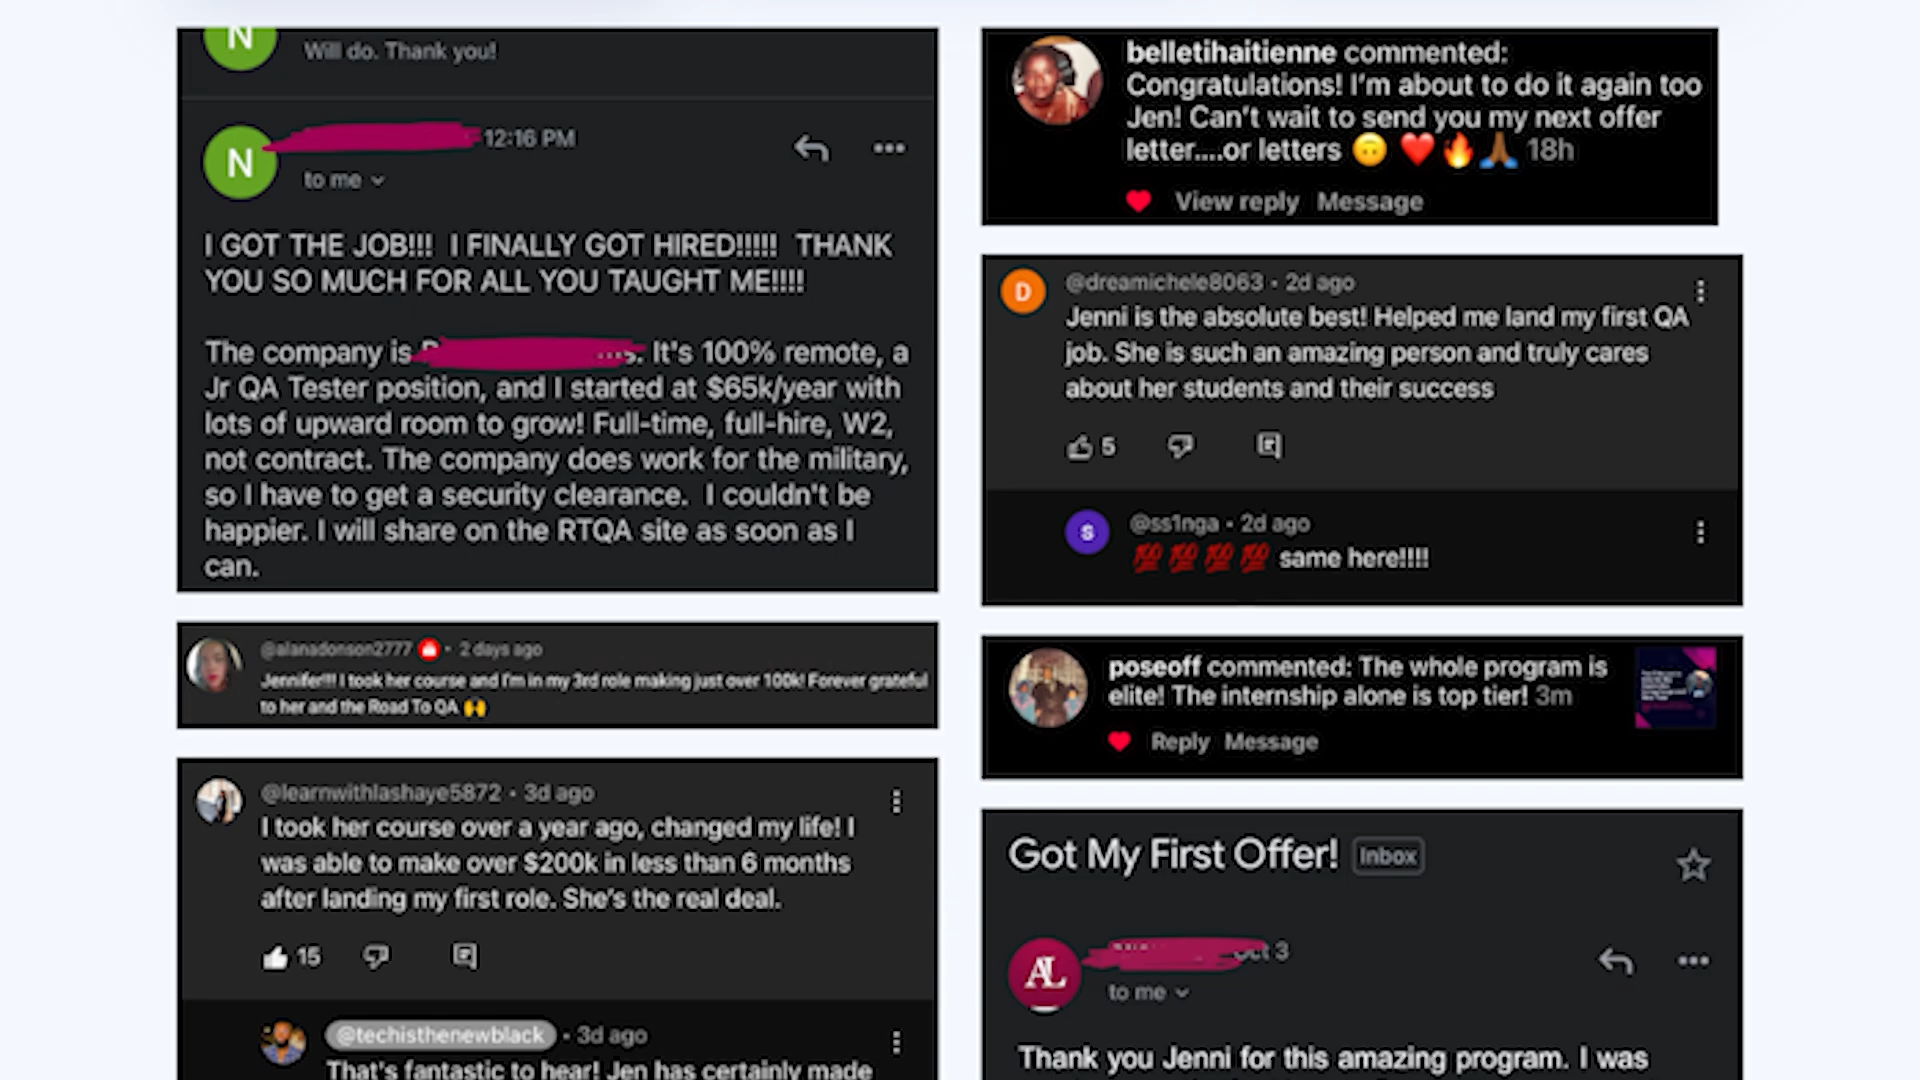 N
Will do. Thank you!
N
12:16 PM
to me
I GOT THE JOB!!! I FINALLY GOT HIRED!!!!! THANK
YOU SO MUCH FOR ALL YOU TAUGHT ME!!!!
The company is
It's 100% remote, a
Jr QA Tester position, and I started at $65k/year with
lots of upward room to grow! Full-time, full-hire, W2,
not contract. The company does work for the military,
so I have to get a security clearance. I couldn't be
happier. I will share on the RTQA site as soon as I
can.
@alanadonson2777 • 2 days ago
Jennifer!!! I took her course and I'm in my 3rd role making just over 100k! Forever grateful
to her and the Road To QA 🙌
@learnwithlashaye5872 • 3d ago
I took her course over a year ago, changed my life! I
was able to make over $200k in less than 6 months
after landing my first role. She's the real deal.
15
@techisthenewblack • 3d ago
That's fantastic to hear! Jen has certainly made
belletihaitienne commented:
Congratulations! I'm about to do it again too
Jen! Can't wait to send you my next offer
letter....or letters 🙃 ❤️ 🔥 🙏🏾 18h
View reply Message
D
@dreamichele8063 • 2d ago
Jenni is the absolute best! Helped me land my first QA
job. She is such an amazing person and truly cares
about her students and their success
5
S
@ss1nga • 2d ago
💯 💯 💯 💯 same here!!!!
poseoff commented: The whole program is
elite! The internship alone is top tier! 3m
Reply Message
Got My First Offer! Inbox
AL
3
to me
Thank you Jenni for this amazing program. I was